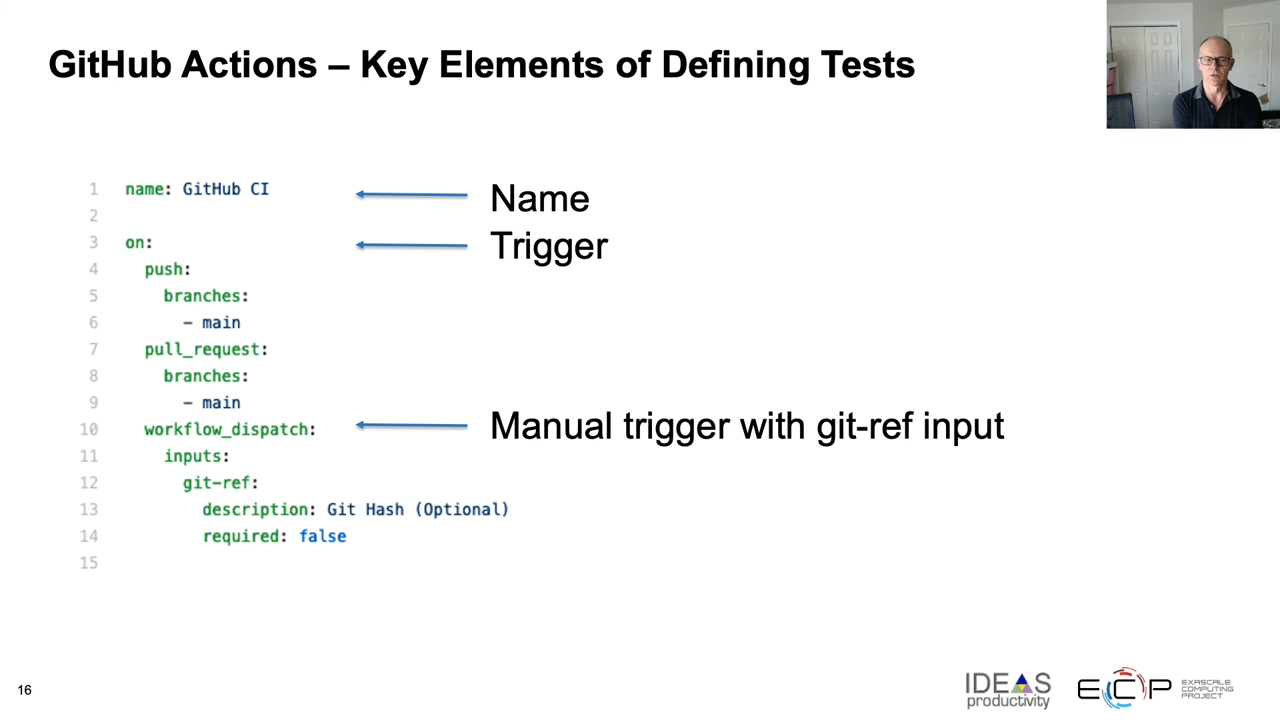 GitHub Actions – Key Elements of Defining Tests
1 name: GitHub CI
Name
2
3 on:
Trigger
4 push:
5 branches:
6 - main
7 pull_request:
8 branches:
9 - main
10 workflow_dispatch:
Manual trigger with git-ref input
11 inputs:
12 git-ref:
13 description: Git Hash (Optional)
14 required: false
15
16
IDEAS
productivity
ECP
EXASCALE
COMPUTING
PROJECT